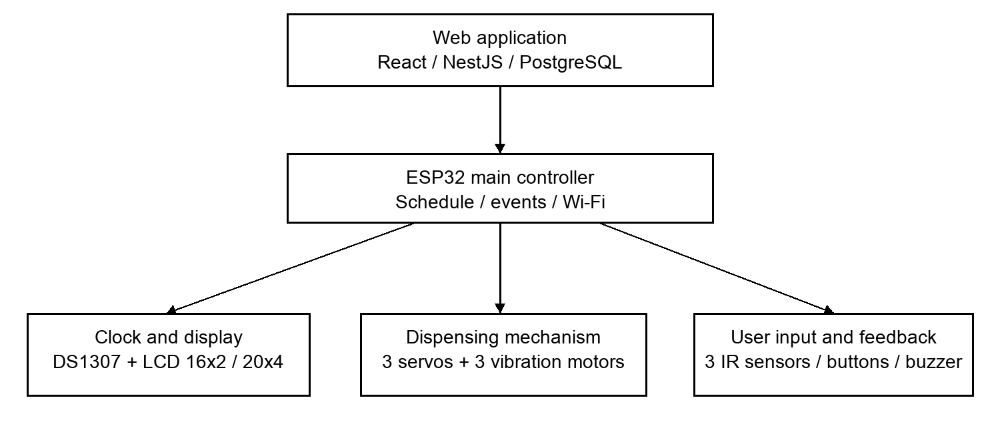 Web application
React / NestJS / PostgreSQL
ESP32 main controller
Schedule / events / Wi-Fi
Clock and display
DS1307 + LCD 16x2 / 20x4
Dispensing mechanism
3 servos + 3 vibration motors
User input and feedback
3 IR sensors / buttons / buzzer